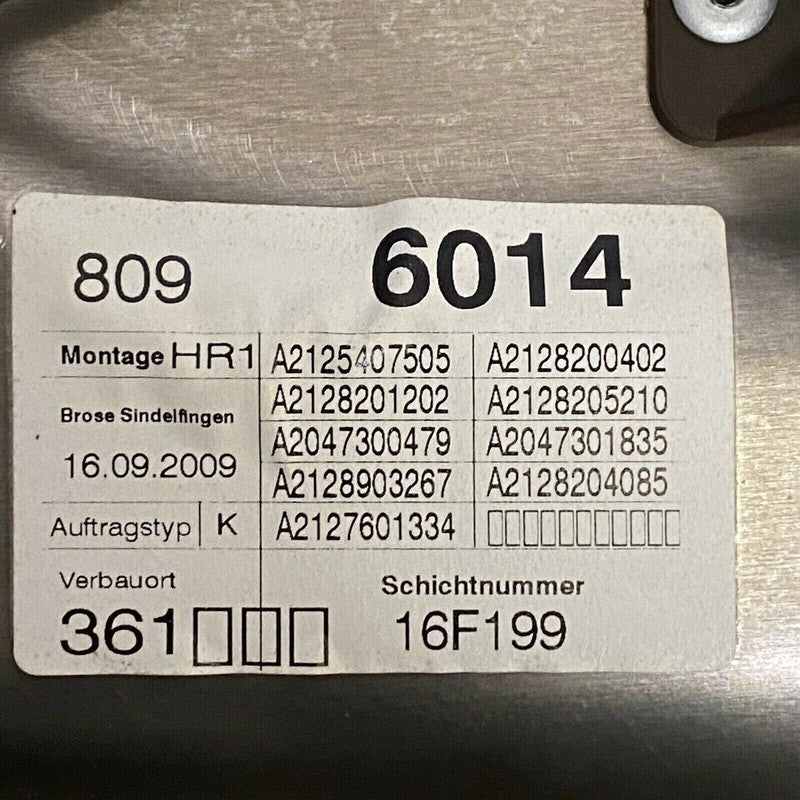 809 6014
Montage HR1 A2125407505 A2128200402
A2128201202 A2128205210
Brose Sindelfingen
A2047300479 A2047301835
16.09.2009
A2128903267 A2128204085
Auftragstyp K A2127601334
Verbauort Schichtnummer
361 16F199